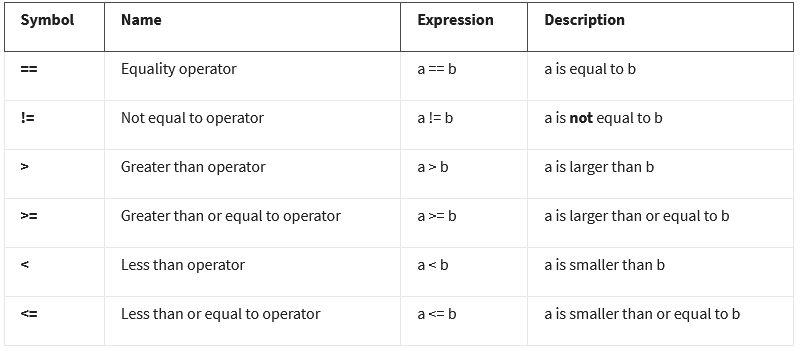 Symbol Name Expression Description
== Equality operator a == b a is equal to b
!= Not equal to operator a != b a is not equal to b
> Greater than operator a > b a is larger than b
>= Greater than or equal to operator a >= b a is larger than or equal to b
< Less than operator a < b a is smaller than b
<= Less than or equal to operator a <= b a is smaller than or equal to b